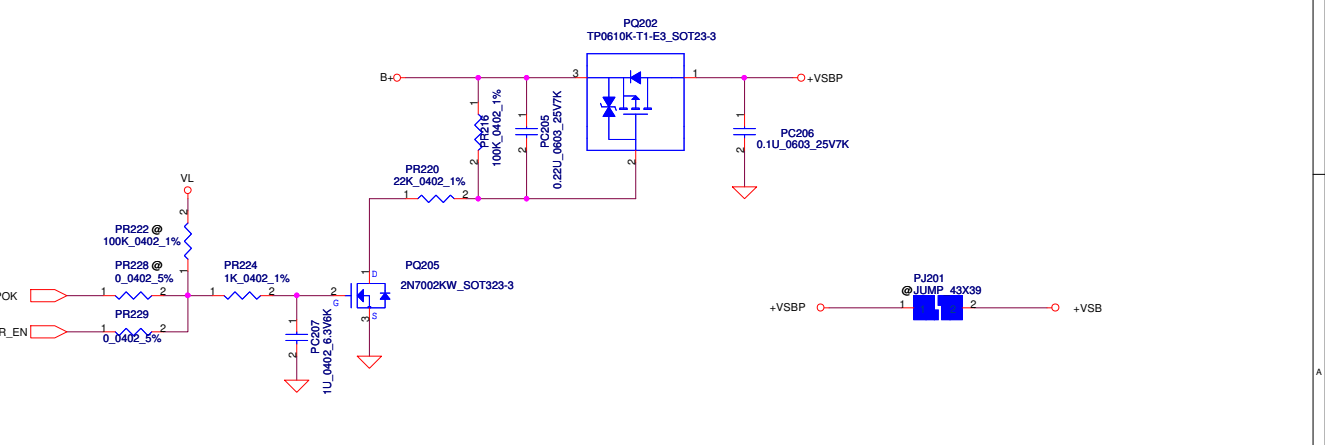 PQ202
TP0610K-T1-E3_SOT23-3
B+
3
1
+VSBP
1
PR216
100K_0402_1%
2
1
PC205
0.22U_0603_25V7K
2
2
1
PC206
0.1U_0603_25V7K
2
PR220
22K_0402_1%
1
2
VL
2
PR222 @
100K_0402_1%
1
PR228 @
0_0402_5%
POK
1
2
PR224
1K_0402_1%
1
2
PR229
R_EN
1
2
0_0402_5%
PQ205
2N7002KW_SOT323-3
1
D
2
G
S
3
1
PC207
1U_0402_6.3V6K
2
PJ201
@JUMP_43X39
+VSBP
1
2
+VSB
A